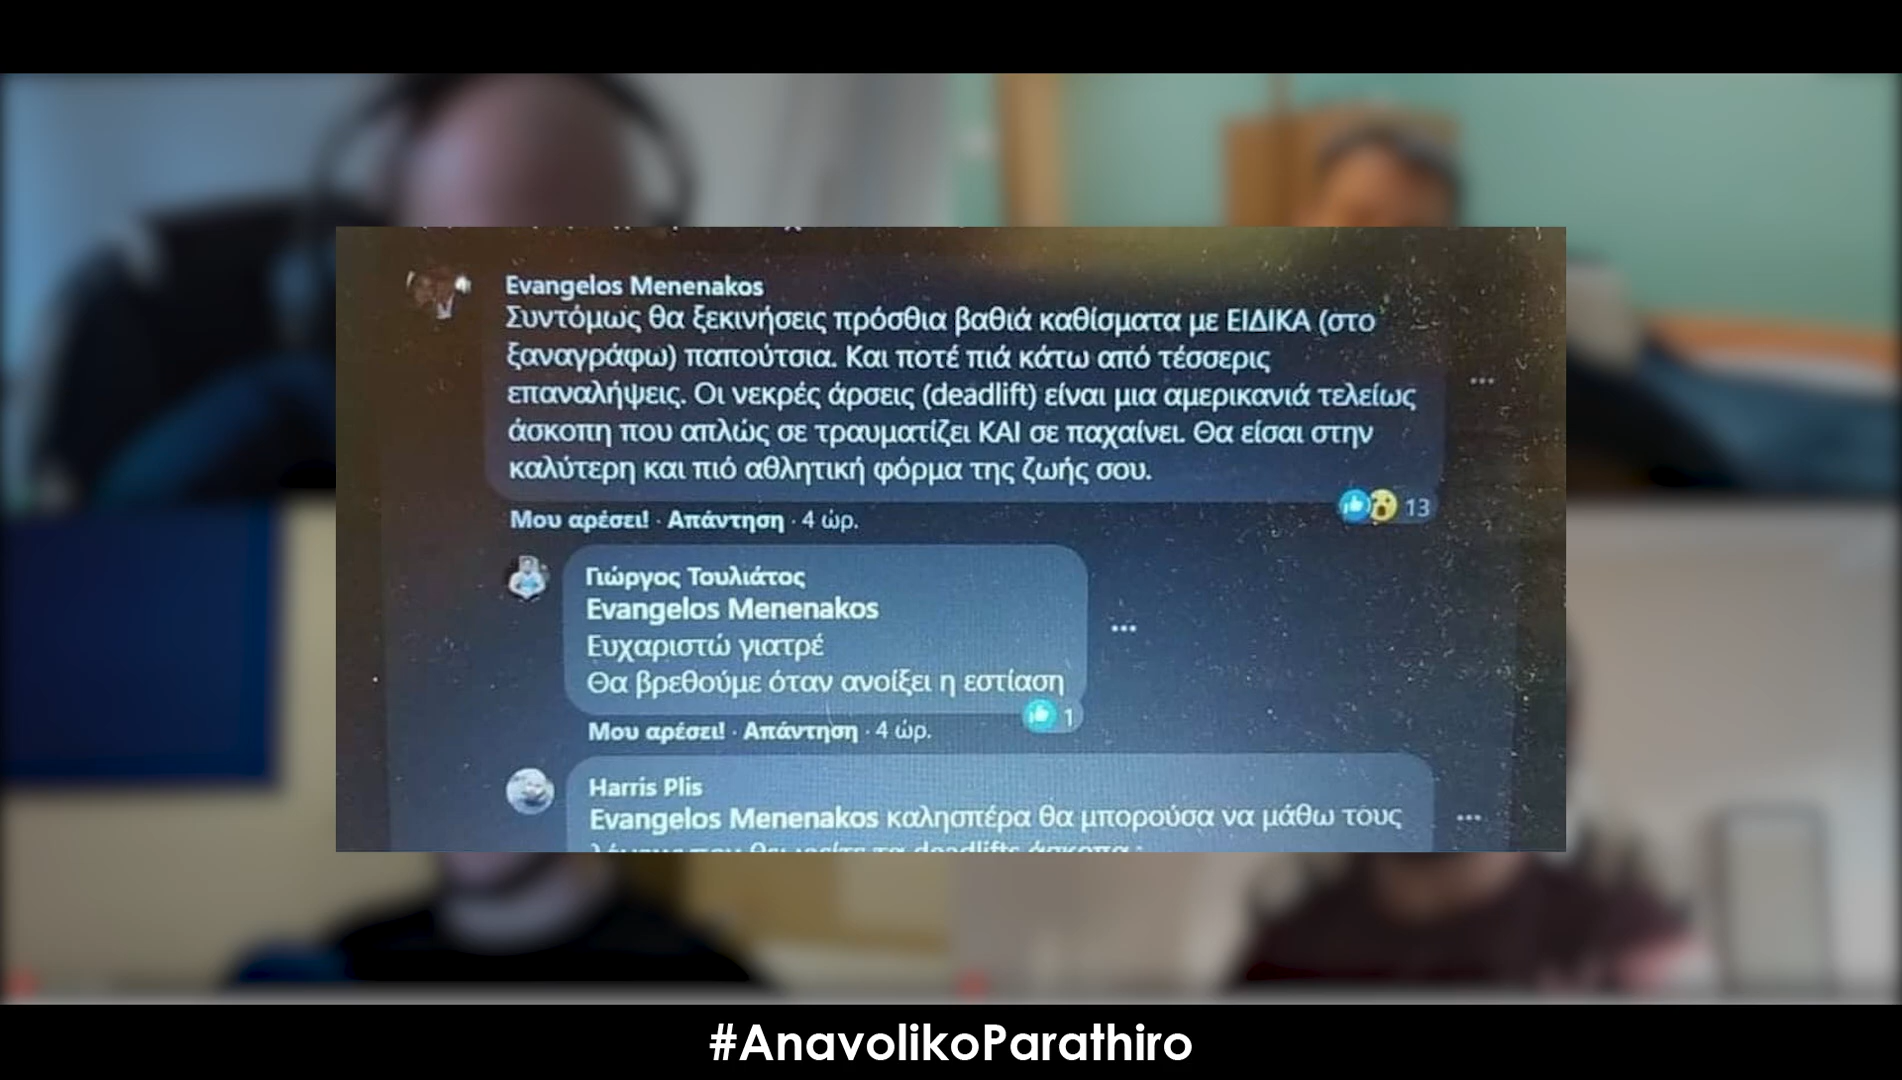 Evangelos Menenakos
Συντόμως θα ξεκινήσεις πρόσθια βαθιά καθίσματα με ΕΙΔΙΚΑ (στο
ξαναγράφω) παπούτσια. Και ποτέ πιά κάτω από τέσσερις
επαναλήψεις. Οι νεκρές άρσεις (deadlift) είναι μια αμερικανιά τελείως
άσκοπη που απλώς σε τραυματίζει ΚΑΙ σε παχαίνει. Θα είσαι στην
καλύτερη και πιό αθλητική φόρμα της ζωής σου.
13
Μου αρέσει! · Απάντηση · 4 ώρ.
Γιώργος Τουλιάτος
Evangelos Menenakos
Ευχαριστώ γιατρέ
Θα βρεθούμε όταν ανοίξει η εστίαση
1
Μου αρέσει! · Απάντηση · 4 ώρ.
Harris Plis
Evangelos Menenakos καλησπέρα θα μπορούσα να μάθω τους
θεωρείτε τα deadlifts άσκοπα
#AnavolikoParathiro